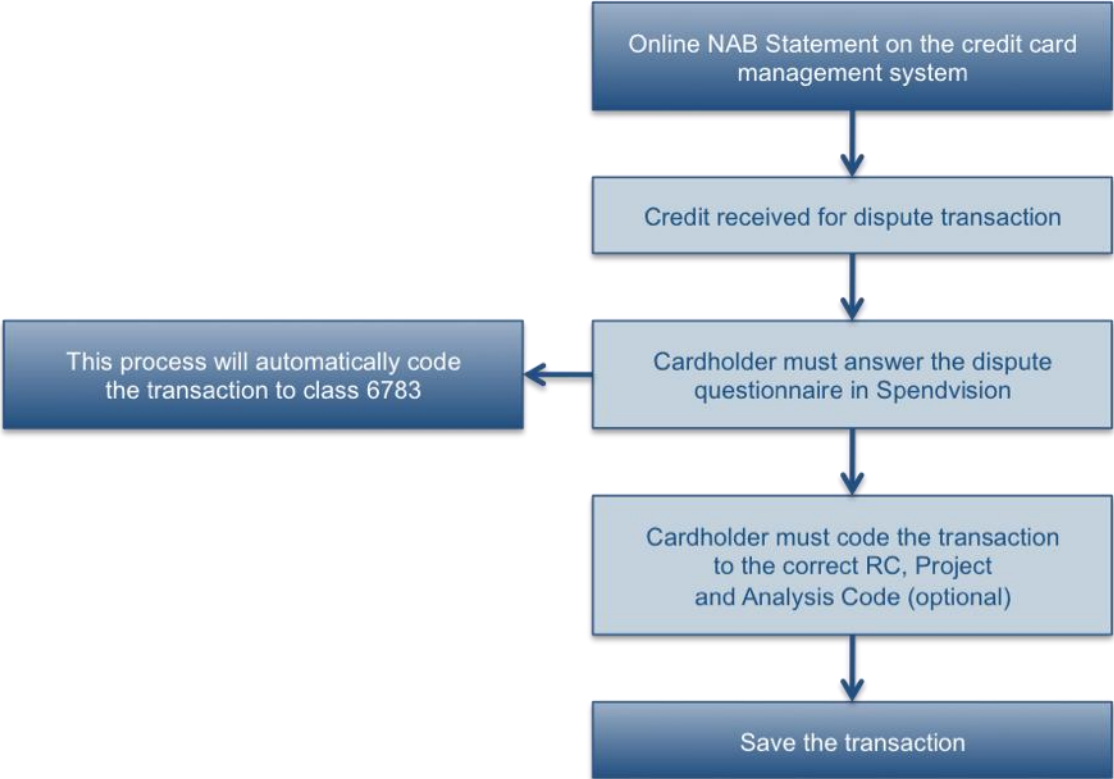 Online NAB Statement on the credit card
management system
Credit received for dispute transaction
This process will automatically code
the transaction to class 6783
Cardholder must answer the dispute
questionnaire in Spendvision
Cardholder must code the transaction
to the correct RC, Project
and Analysis Code (optional)
Save the transaction